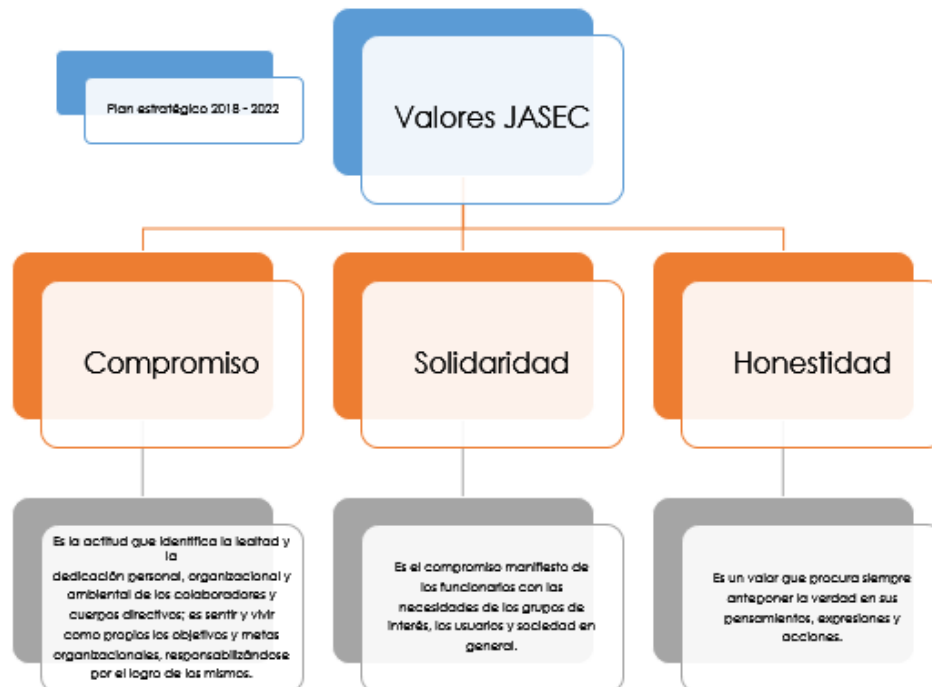 Plan estratégico 2018 - 2022
Valores JASEC
Compromiso
Solidaridad
Honestidad
Es la actitud que identifica la lealtad y
la
dedicación personal, organizacional y
ambiental de los colaboradores y
cuerpos directivos; es sentir y vivir
como propios los objetivos y metas
organizacionales, responsabilizándose
por el logro de los mismos.
Es el compromiso manifiesto de
los funcionarios con las
necesidades de los grupos de
interés, los usuarios y sociedad en
general.
Es un valor que procura siempre
anteponer la verdad en sus
pensamientos, expresiones y
acciones.